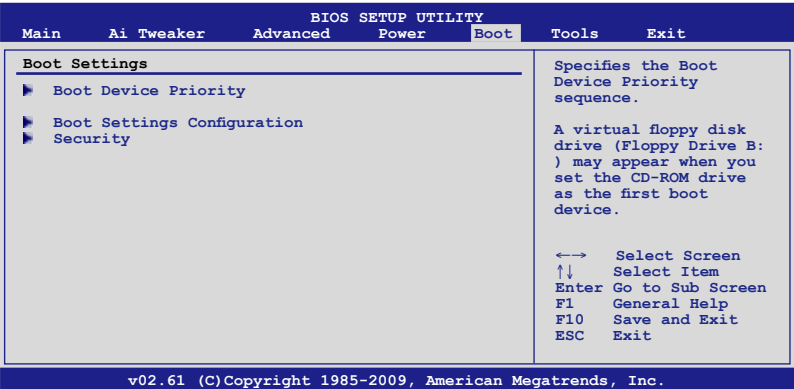 BIOS SETUP UTILITY
Main Ai Tweaker Advanced Power Boot Tools Exit
Boot Settings
Boot Device Priority
Boot Settings Configuration
Security
Specifies the Boot
Device Priority
sequence.
A virtual floppy disk
drive (Floppy Drive B:
) may appear when you
set the CD-ROM drive
as the first boot
device.
←→ Select Screen
↑↓ Select Item
Enter Go to Sub Screen
F1 General Help
F10 Save and Exit
ESC Exit
v02.61 (C)Copyright 1985-2009, American Megatrends, Inc.